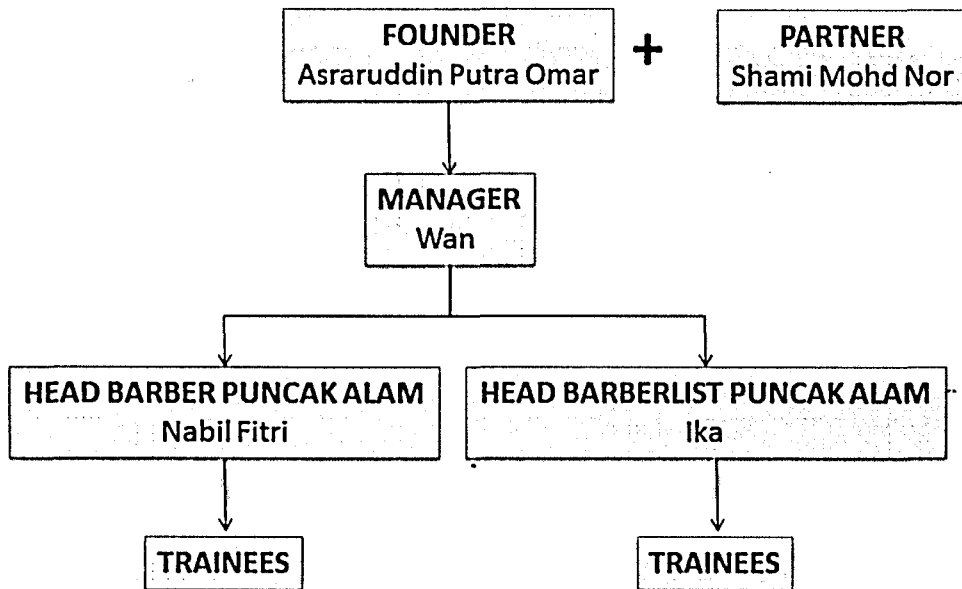 FOUNDER
Asraruddin Putra Omar
+
PARTNER
Shami Mohd Nor
MANAGER
Wan
HEAD BARBER PUNCAK ALAM
Nabil Fitri
HEAD BARBERLIST PUNCAK ALAM
Ika
TRAINEES
TRAINEES